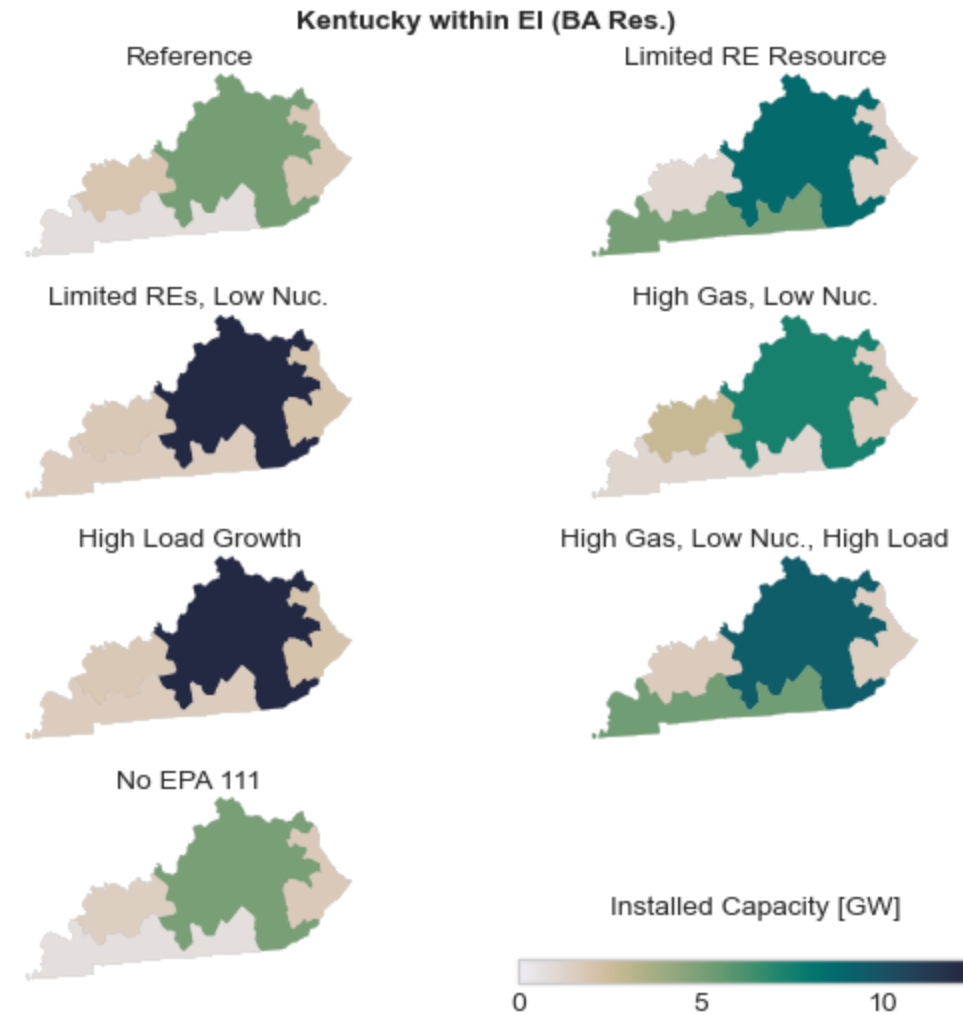 Kentucky within EI (BA Res.)
Reference
Limited RE Resource
Limited REs, Low Nuc.
High Gas, Low Nuc.
High Load Growth
High Gas, Low Nuc., High Load
No EPA 111
Installed Capacity [GW]
0 5 10